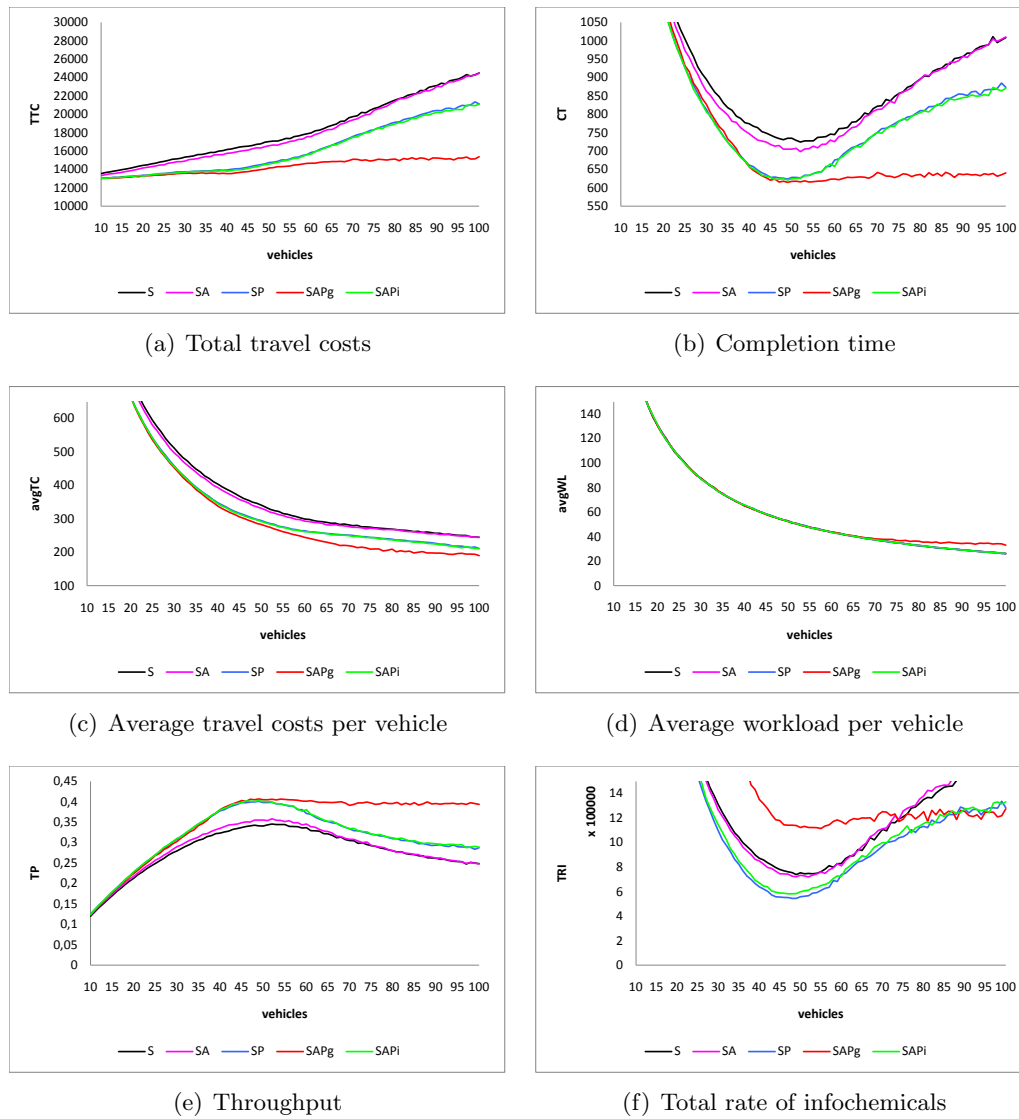 30000
28000
26000
24000
22000
20000
18000
16000
14000
12000
10000
TTC
10 15 20 25 30 35 40 45 50 55 60 65 70 75 80 85 90 95 100
vehicles
S SA SP SAPg SAPi
(a) Total travel costs
1050
1000
950
900
850
800
750
700
650
600
550
CT
10 15 20 25 30 35 40 45 50 55 60 65 70 75 80 85 90 95 100
vehicles
S SA SP SAPg SAPi
(b) Completion time
600
500
400
300
200
100
avgTC
10 15 20 25 30 35 40 45 50 55 60 65 70 75 80 85 90 95 100
vehicles
S SA SP SAPg SAPi
(c) Average travel costs per vehicle
140
120
100
80
60
40
20
0
avgWL
10 15 20 25 30 35 40 45 50 55 60 65 70 75 80 85 90 95 100
vehicles
S SA SP SAPg SAPi
(d) Average workload per vehicle
0,45
0,4
0,35
0,3
0,25
0,2
0,15
0,1
0,05
0
TP
10 15 20 25 30 35 40 45 50 55 60 65 70 75 80 85 90 95 100
vehicles
S SA SP SAPg SAPi
(e) Throughput
x 100000
14
12
10
8
6
4
2
0
TRI
10 15 20 25 30 35 40 45 50 55 60 65 70 75 80 85 90 95 100
vehicles
S SA SP SAPg SAPi
(f) Total rate of infochemicals